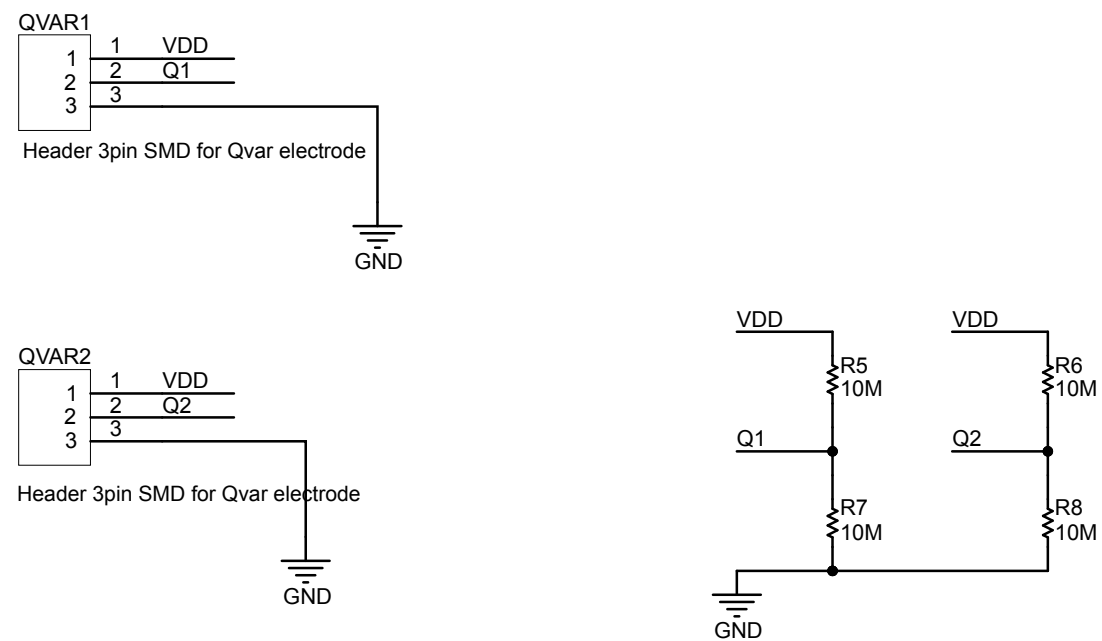 QVAR1
1 1 VDD
2 2 Q1
3 3
Header 3pin SMD for Qvar electrode
GND
QVAR2
1 1 VDD
2 2 Q2
3 3
Header 3pin SMD for Qvar electrode
GND
VDD VDD
R5 R6
10M 10M
Q1 Q2
R7 R8
10M 10M
GND